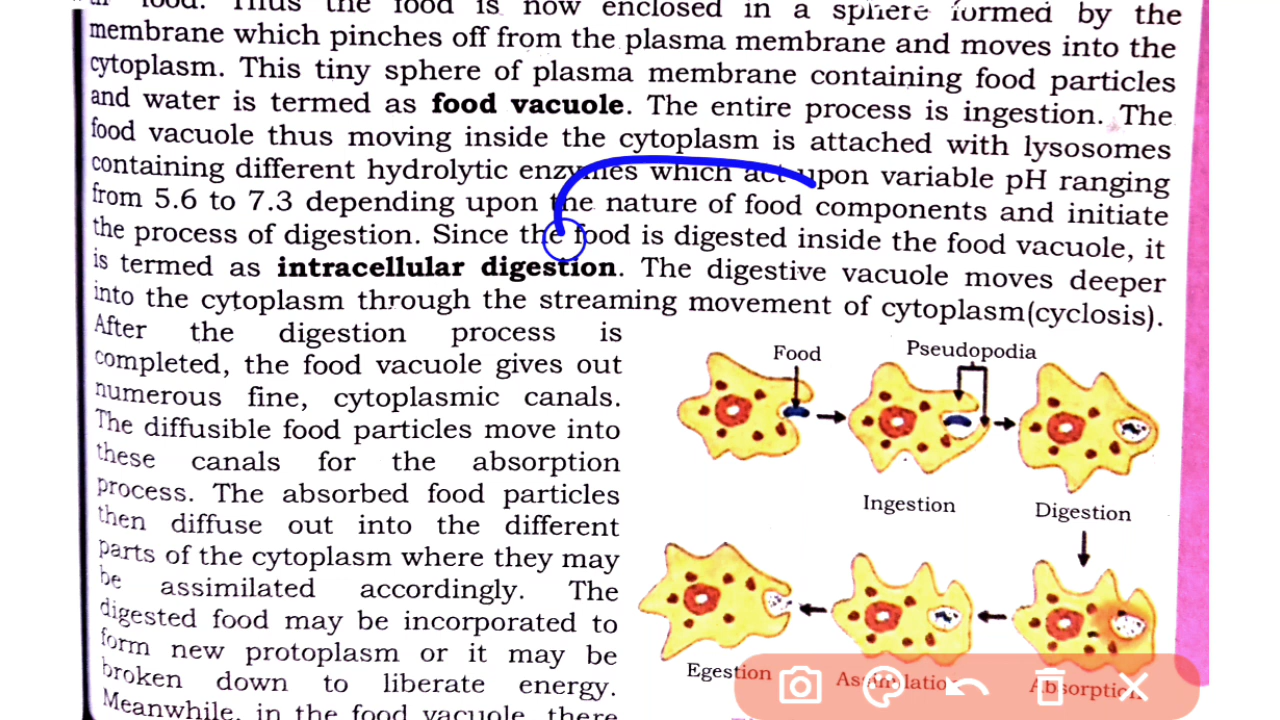 food. Thus the food is now enclosed in a sphere formed by the
membrane which pinches off from the plasma membrane and moves into the
cytoplasm. This tiny sphere of plasma membrane containing food particles
and water is termed as food vacuole. The entire process is ingestion. The
food vacuole thus moving inside the cytoplasm is attached with lysosomes
containing different hydrolytic enzymes which act upon variable pH ranging
from 5.6 to 7.3 depending upon the nature of food components and initiate
the process of digestion. Since the food is digested inside the food vacuole, it
is termed as intracellular digestion. The digestive vacuole moves deeper
into the cytoplasm through the streaming movement of cytoplasm(cyclosis).
After the digestion process is
completed, the food vacuole gives out
numerous fine, cytoplasmic canals.
The diffusible food particles move into
these canals for the absorption
process. The absorbed food particles
then diffuse out into the different
parts of the cytoplasm where they may
be assimilated accordingly. The
digested food may be incorporated to
form new protoplasm or it may be
broken down to liberate energy.
Meanwhile, in the food vacuole, there
Food
Pseudopodia
Ingestion
Digestion
Egestion
Assimilation
Absorption